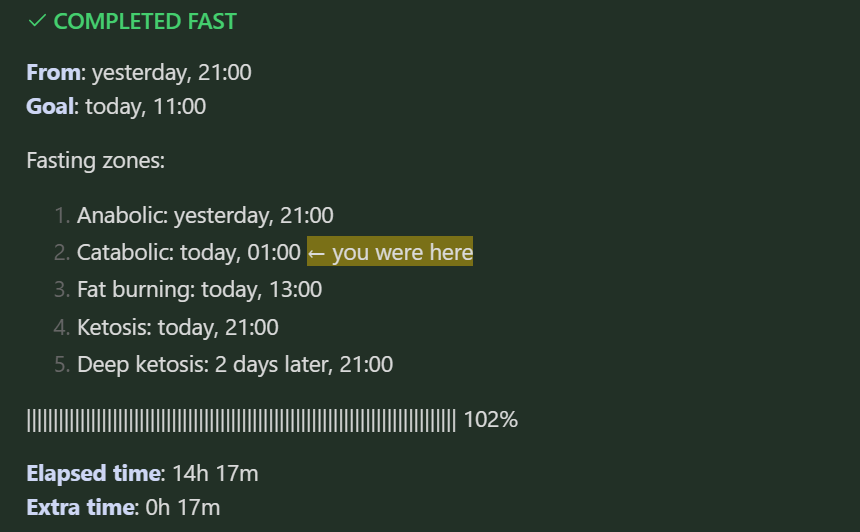 ✓ COMPLETED FAST
From: yesterday, 21:00
Goal: today, 11:00
Fasting zones:
1. Anabolic: yesterday, 21:00
2. Catabolic: today, 01:00 ← you were here
3. Fat burning: today, 13:00
4. Ketosis: today, 21:00
5. Deep ketosis: 2 days later, 21:00
|||||||||||||||||||||||||||||||||||||||||||||||||||||||||||||||||||||||||||||||| 102%
Elapsed time: 14h 17m
Extra time: 0h 17m